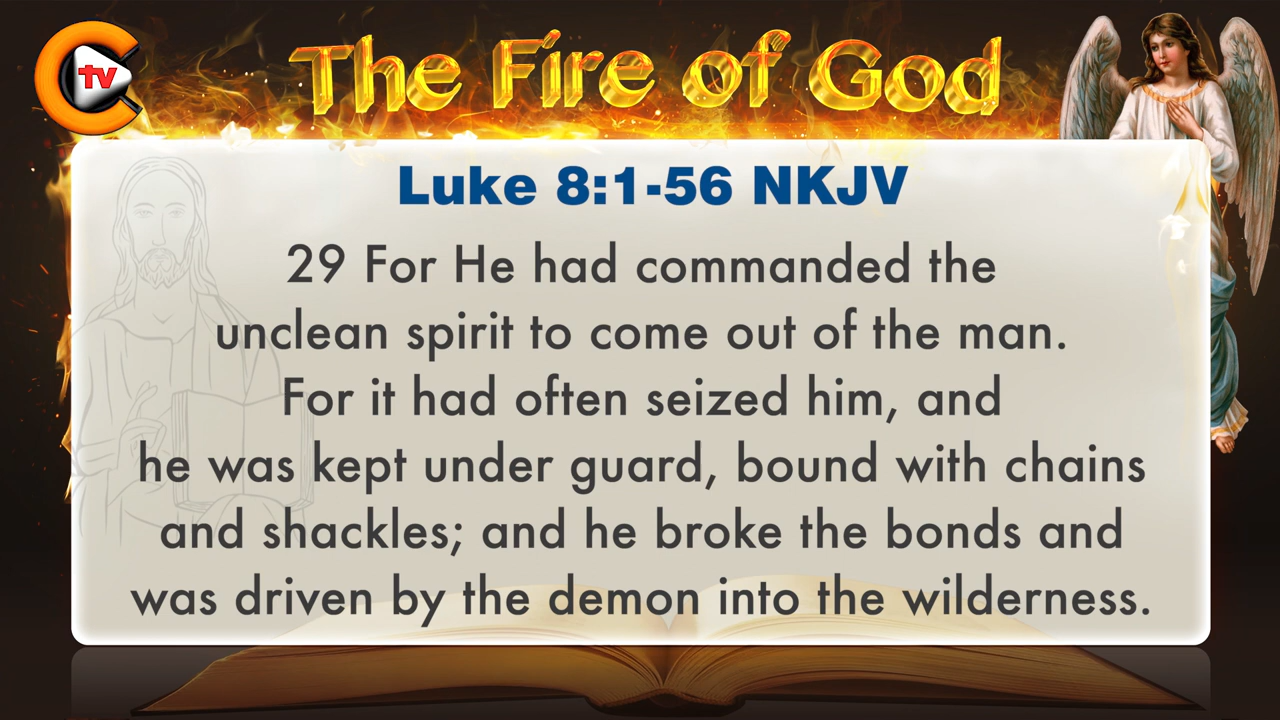 tv
The Fire of God
Luke 8:1-56 NKJV
29 For He had commanded the
unclean spirit to come out of the man.
For it had often seized him, and
he was kept under guard, bound with chains
and shackles; and he broke the bonds and
was driven by the demon into the wilderness.